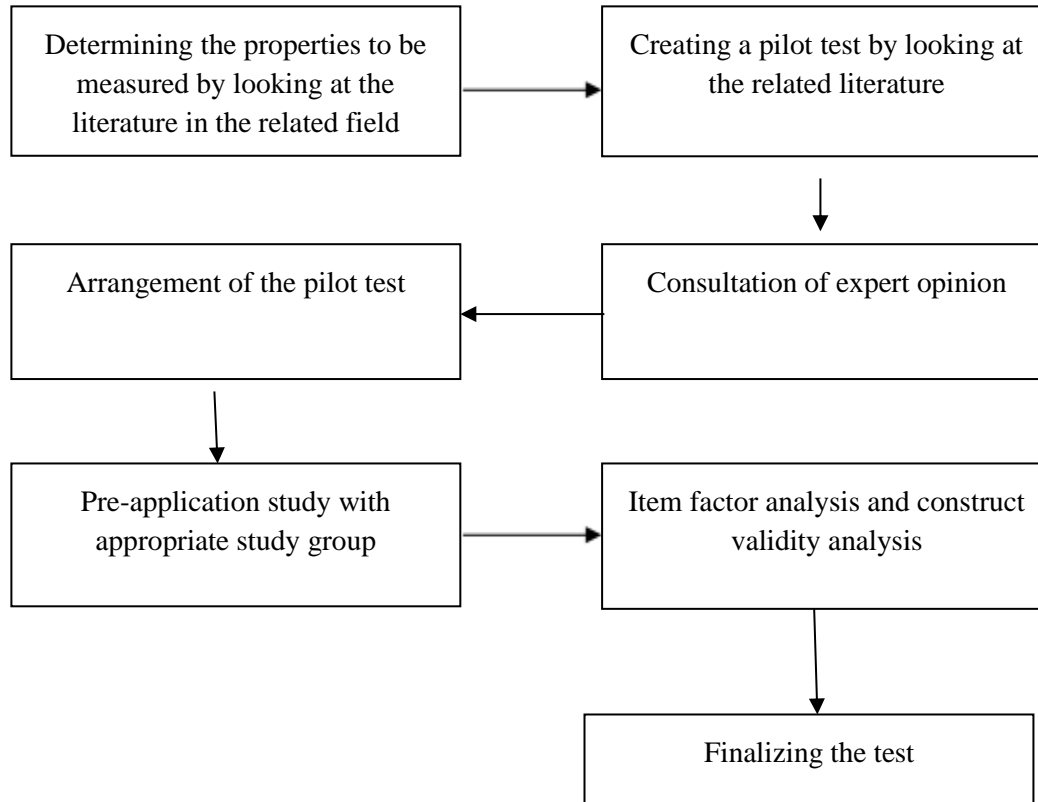 Determining the properties to be
measured by looking at the
literature in the related field
Creating a pilot test by looking at
the related literature
Consultation of expert opinion
Arrangement of the pilot test
Pre-application study with
appropriate study group
Item factor analysis and construct
validity analysis
Finalizing the test